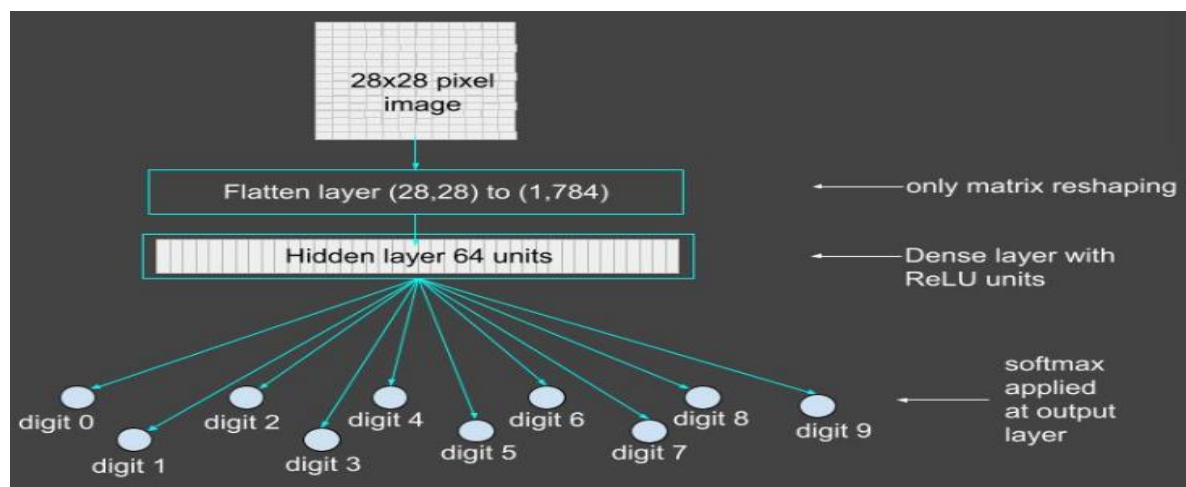 28x28 pixel
image
Flatten layer (28,28) to (1,784)
only matrix reshaping
Hidden layer 64 units
Dense layer with
ReLU units
softmax
applied
at output
layer
digit 0
digit 2
digit 4
digit 6
digit 8
digit 9
digit 1
digit 3
digit 5
digit 7